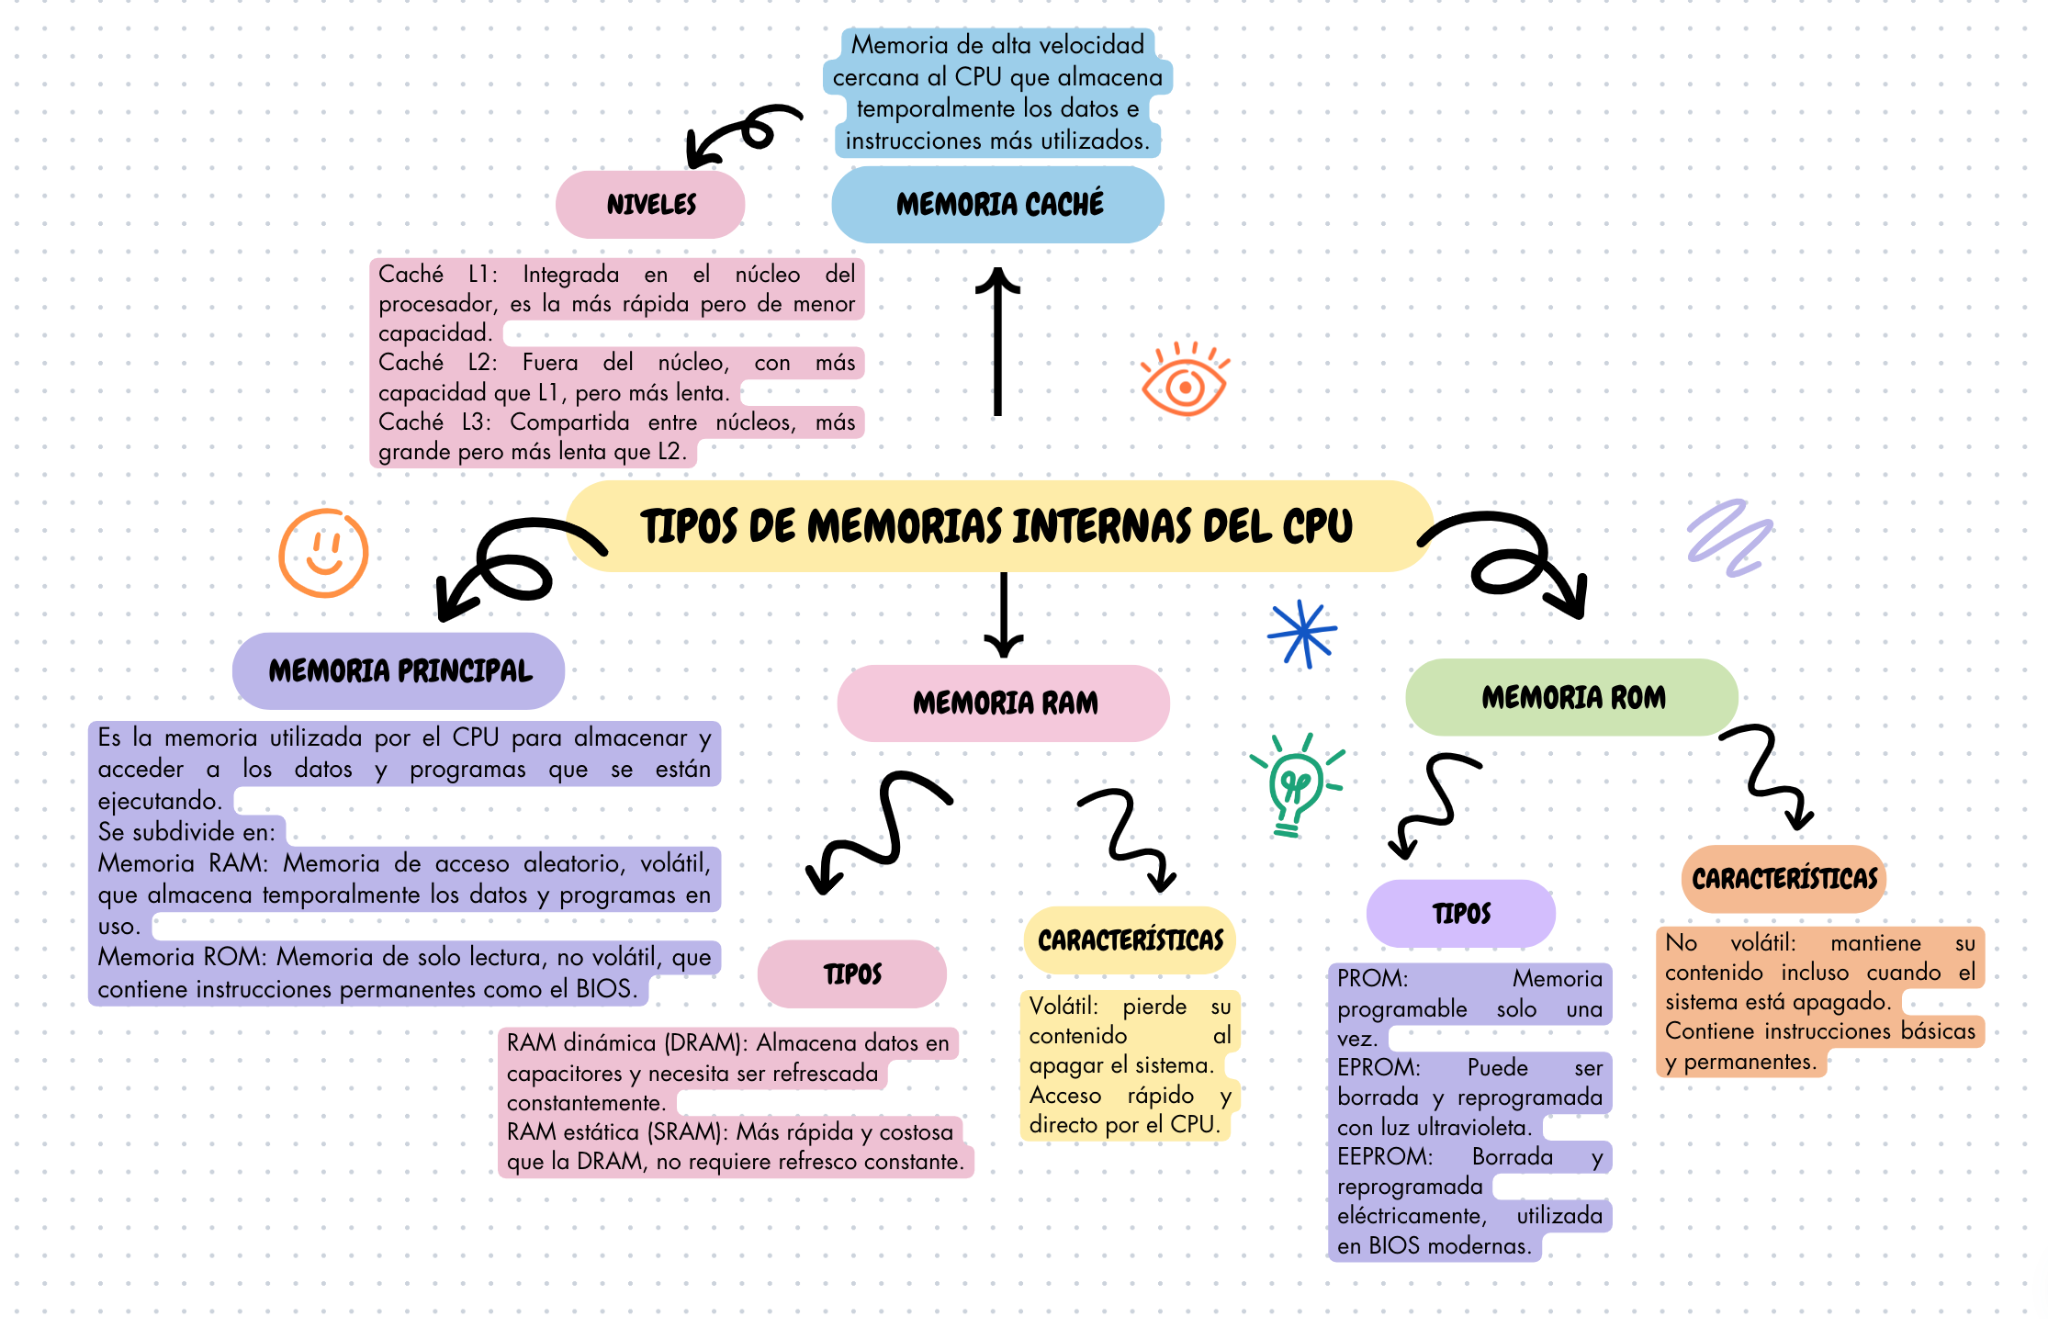 Memoria de alta velocidad
cercana al CPU que almacena
temporalmente los datos e
instrucciones más utilizados.
MEMORIA CACHÉ
NIVELES
Caché L1: Integrada en el núcleo del
procesador, es la más rápida pero de menor
capacidad.
Caché L2: Fuera del núcleo, con más
capacidad que L1, pero más lenta.
Caché L3: Compartida entre núcleos, más
grande pero más lenta que L2.
TIPOS DE MEMORIAS INTERNAS DEL CPU
MEMORIA PRINCIPAL
Es la memoria utilizada por el CPU para almacenar y
acceder a los datos y programas que se están
ejecutando.
Se subdivide en:
Memoria RAM: Memoria de acceso aleatorio, volátil,
que almacena temporalmente los datos y programas en
uso.
Memoria ROM: Memoria de solo lectura, no volátil, que
contiene instrucciones permanentes como el BIOS.
MEMORIA RAM
TIPOS
RAM dinámica (DRAM): Almacena datos en
capacitores y necesita ser refrescada
constantemente.
RAM estática (SRAM): Más rápida y costosa
que la DRAM, no requiere refresco constante.
CARACTERÍSTICAS
Volátil: pierde su
contenido al
apagar el sistema.
Acceso rápido y
directo por el CPU.
MEMORIA ROM
TIPOS
PROM: Memoria
programable solo una
vez.
EPROM: Puede ser
borrada y reprogramada
con luz ultravioleta.
EEPROM: Borrada y
reprogramada
eléctricamente, utilizada
en BIOS modernas.
CARACTERÍSTICAS
No volátil: mantiene su
contenido incluso cuando el
sistema está apagado.
Contiene instrucciones básicas
y permanentes.